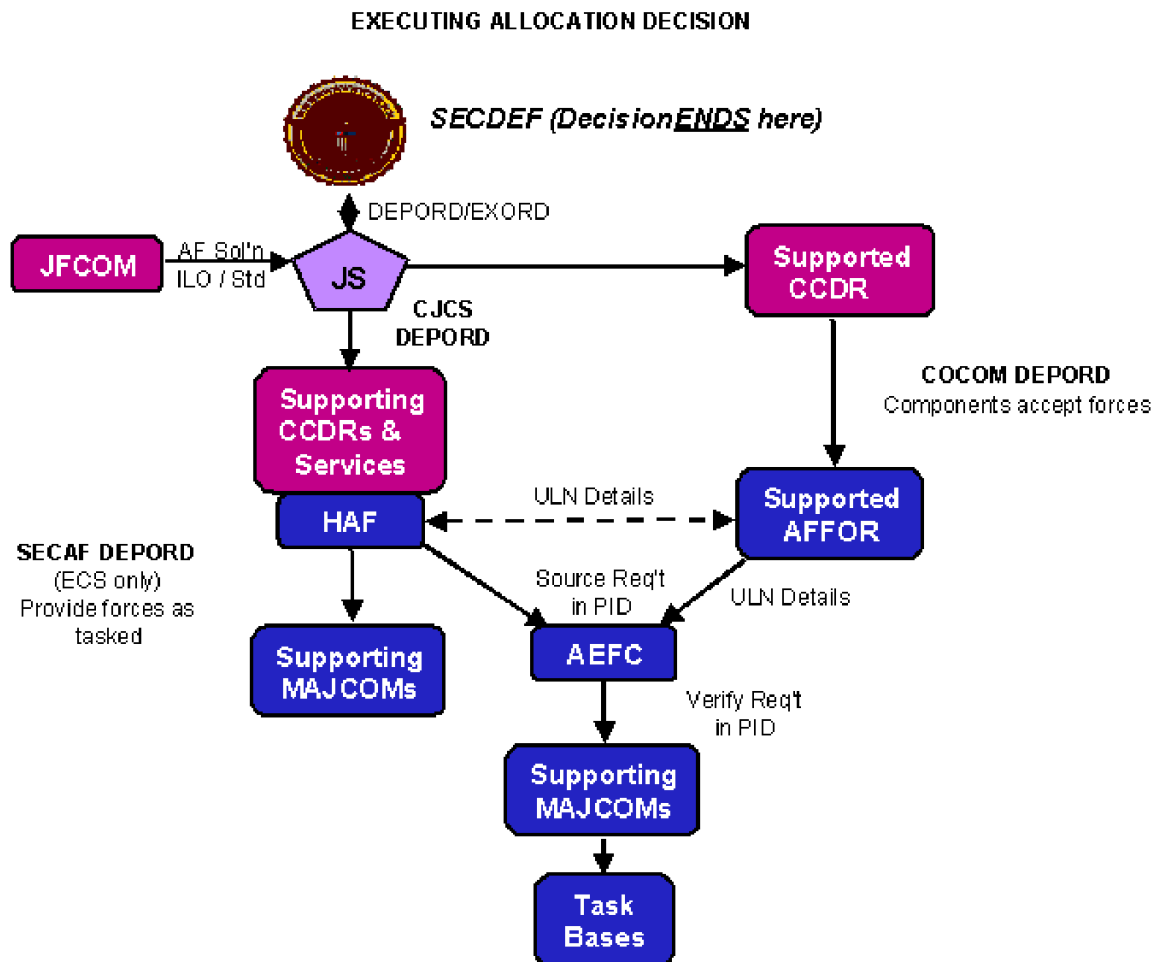 EXECUTING ALLOCATION DECISION
SECDEF (Decision ENDS here)
DEPORD/EXORD
JFCOM
AF Sol'n
ILO / Std
JS
Supported
CCDR
CJCS
DEPORD
Supporting
CCDRs &
Services
COCOM DEPORD
Components accept forces
HAF
ULN Details
Supported
AFFOR
SECAF DEPORD
(ECS only)
Provide forces as
tasked
Source Req't
in PID
ULN Details
Supporting
MAJCOMs
AEFC
Verify Req't
in PID
Supporting
MAJCOMs
Task
Bases